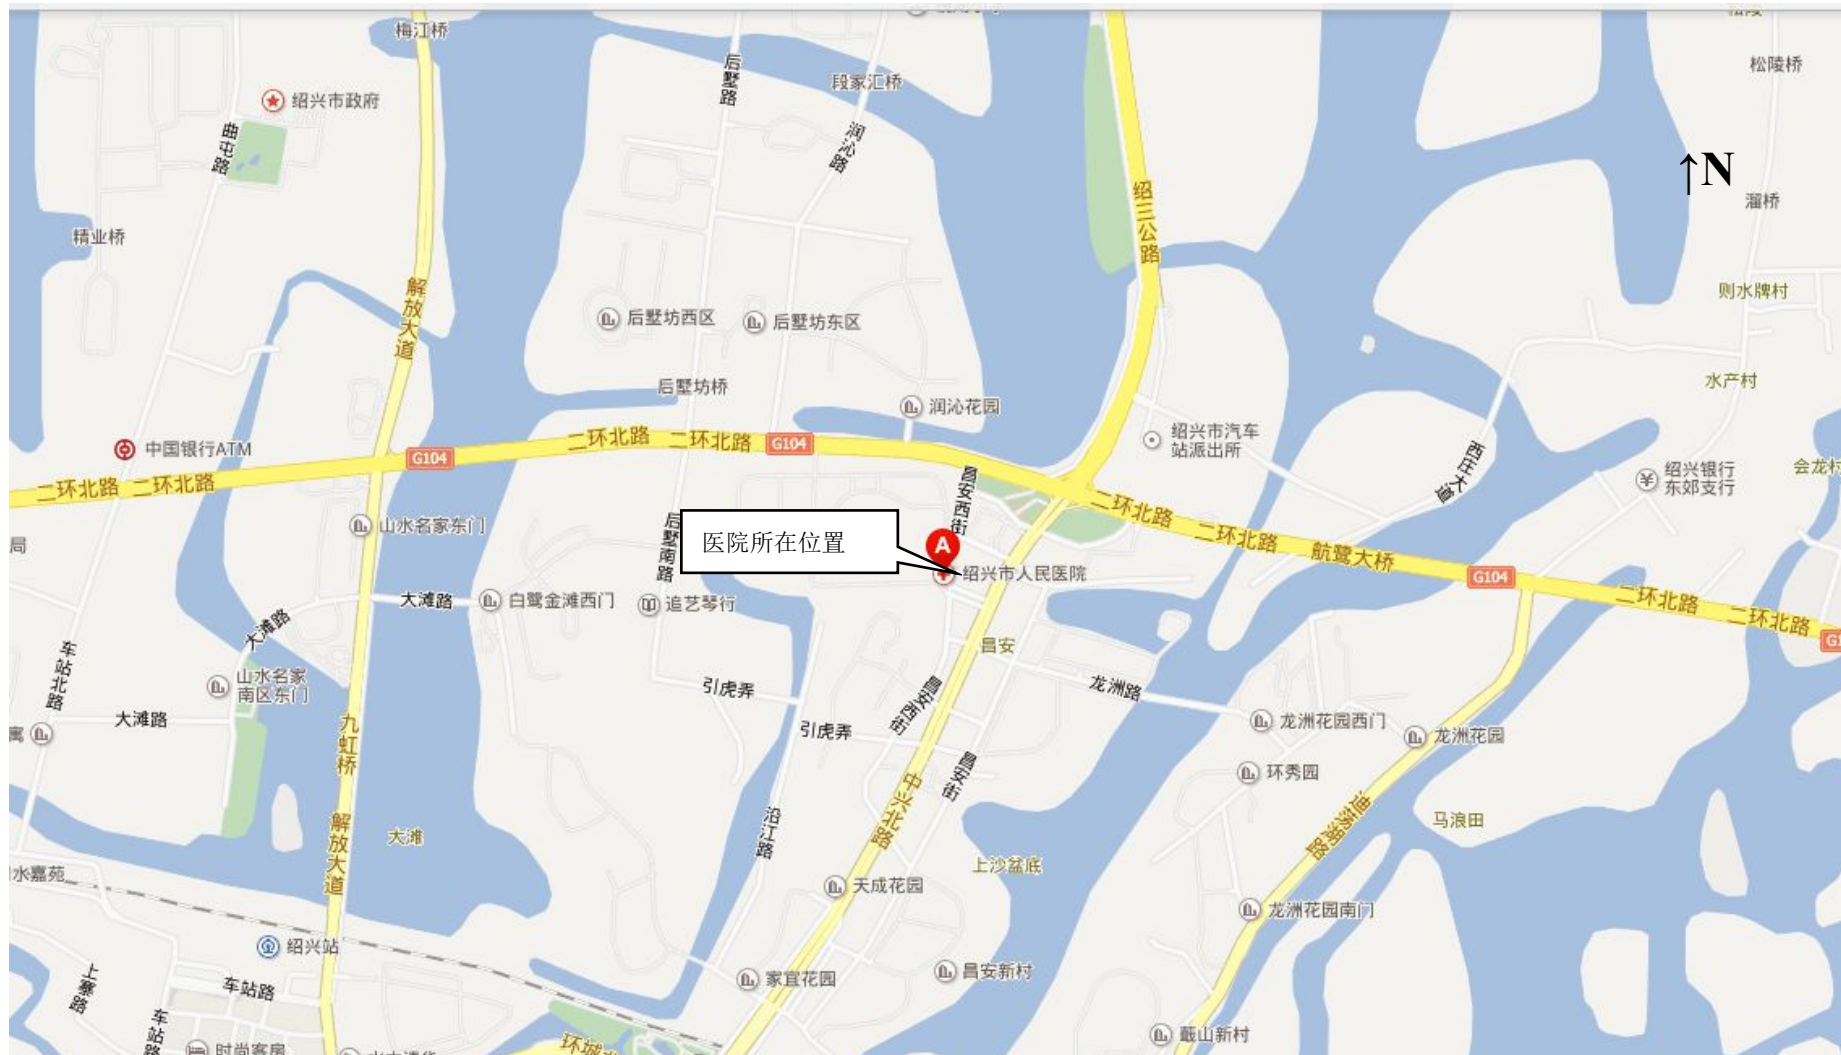 梅江桥
绍兴市政府
曲屯路
精业桥
解放大道
后墅路
段家汇桥
润沁路
绍三公路
松陵桥
↑N
溜桥
则水牌村
水产村
后墅坊西区
后墅坊东区
后墅坊桥
润沁花园
中国银行ATM
G104
二环北路
二环北路
G104
二环北路
二环北路
绍兴市汽车
站派出所
西庄大道
绍兴银行
东郊支行
会龙村
昌安西街
二环北路
二环北路
航鹭大桥
G104
二环北路
二环北路
局
山水名家东门
后墅南路
医院所在位置
A
绍兴市人民医院
大滩路
大滩路
白鹭金滩西门
追艺琴行
车站北路
山水名家
南区东门
大滩路
寓
引虎弄
引虎弄
昌安
昌安西街
龙洲路
龙洲花园西门
龙洲花园
环秀园
九虹桥
昌安街
中兴北路
沿江路
迪荡湖路
马浪田
解放大道
大滩
上沙盆底
水嘉苑
天成花园
龙洲花园南门
绍兴站
上寨路
车站路
家宜花园
昌安新村
车站路
时尚客房
环城
蕺山新村